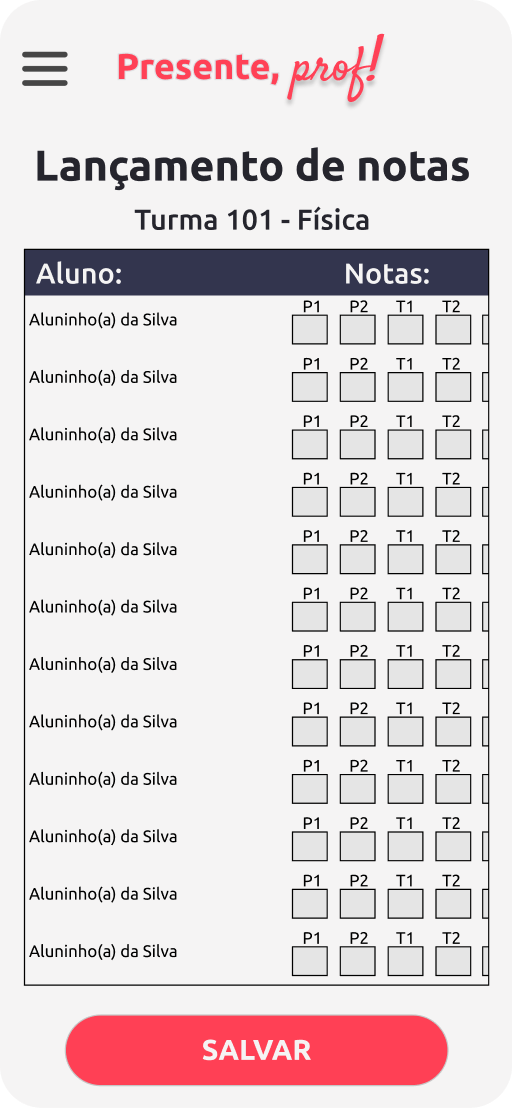 Presente, prof!
Lançamento de notas
Turma 101 - Física
Aluno: Notas:
P1 P2 T1 T2
Aluninho(a) da Silva
P1 P2 T1 T2
Aluninho(a) da Silva
P1 P2 T1 T2
Aluninho(a) da Silva
P1 P2 T1 T2
Aluninho(a) da Silva
P1 P2 T1 T2
Aluninho(a) da Silva
P1 P2 T1 T2
Aluninho(a) da Silva
P1 P2 T1 T2
Aluninho(a) da Silva
P1 P2 T1 T2
Aluninho(a) da Silva
P1 P2 T1 T2
Aluninho(a) da Silva
P1 P2 T1 T2
Aluninho(a) da Silva
P1 P2 T1 T2
Aluninho(a) da Silva
P1 P2 T1 T2
Aluninho(a) da Silva
SALVAR